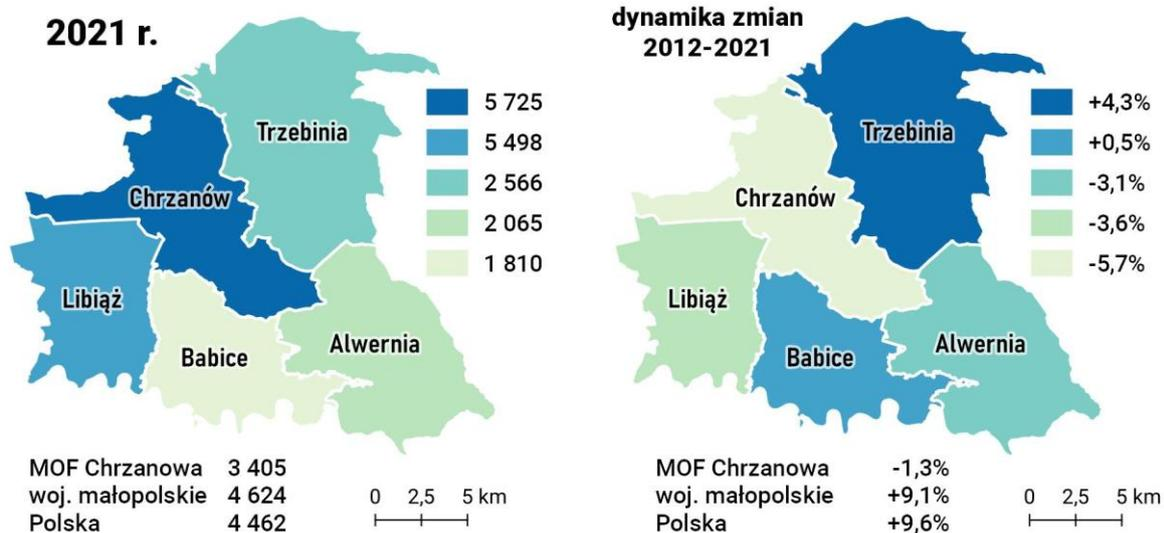 2021 r.
5 725
5 498
2 566
2 065
1 810
Trzebinia
Chrzanów
Libiąż
Babice
Alwernia
MOF Chrzanowa 3 405
woj. małopolskie 4 624
Polska 4 462
0 2,5 5 km
dynamika zmian
2012-2021
+4,3%
+0,5%
-3,1%
-3,6%
-5,7%
Trzebinia
Chrzanów
Libiąż
Babice
Alwernia
MOF Chrzanowa -1,3%
woj. małopolskie +9,1%
Polska +9,6%
0 2,5 5 km